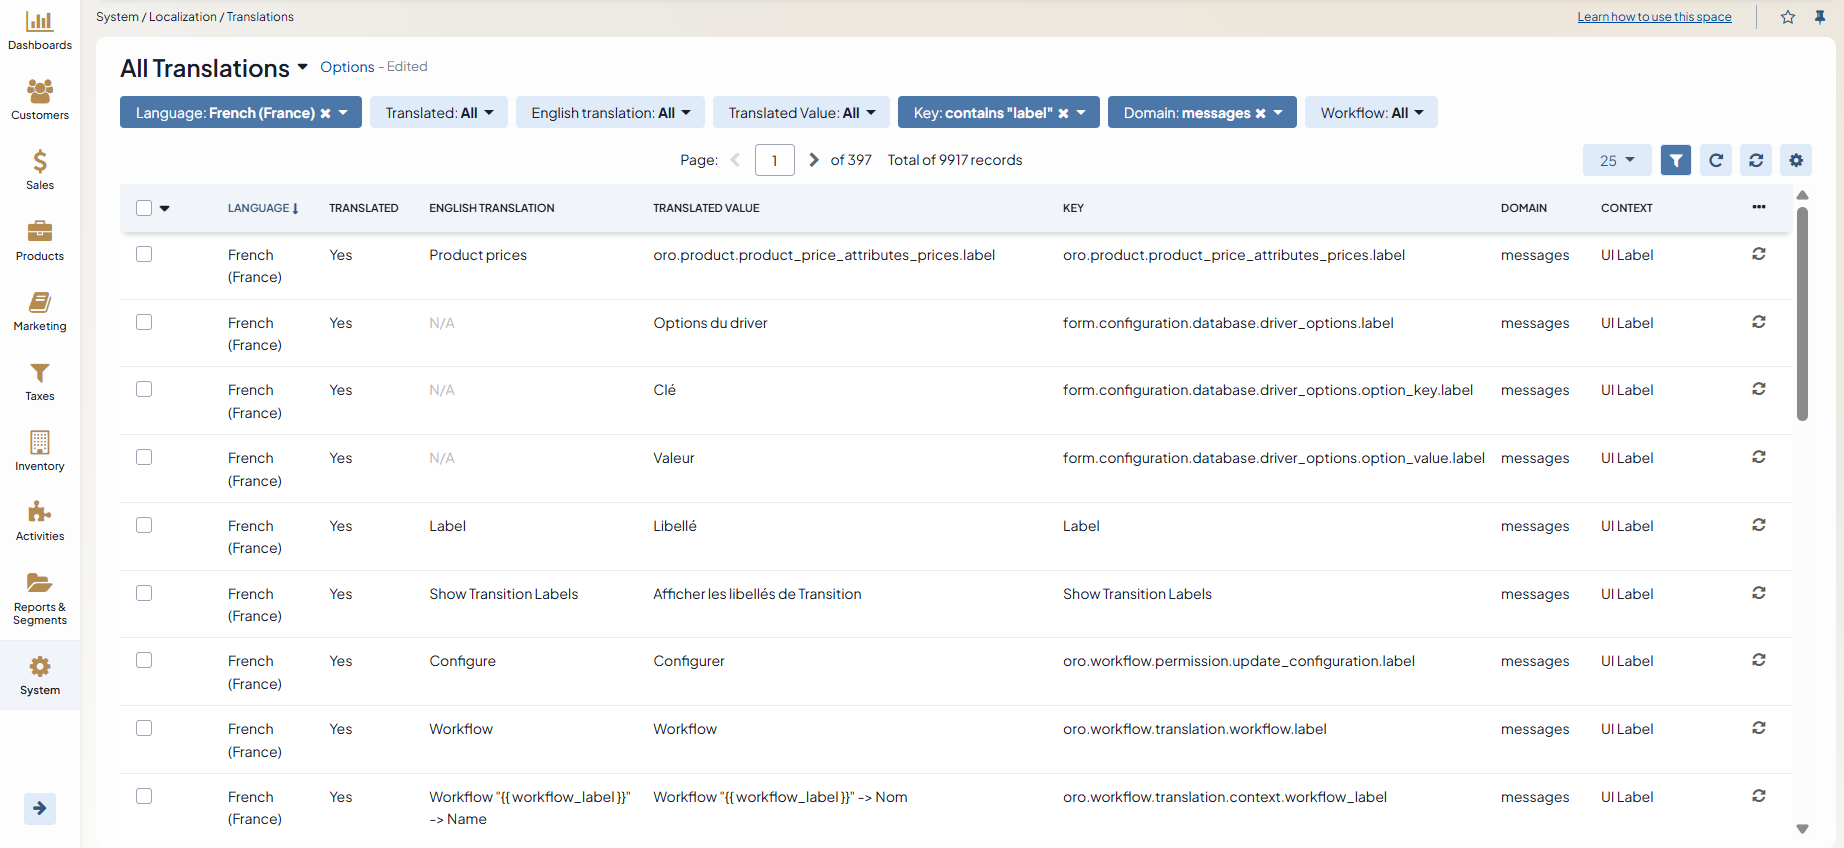 System / Localization / Translations
Learn how to use this space
Dashboards
Customers
Sales
Products
Marketing
Taxes
Inventory
Activities
Reports &
Segments
System
All Translations
Options - Edited
Language: French (France)
Translated: All
English translation: All
Translated Value: All
Key: contains "label"
Domain: messages
Workflow: All
Page: 1 of 397 Total of 9917 records
25
LANGUAGE TRANSLATED ENGLISH TRANSLATION TRANSLATED VALUE KEY DOMAIN CONTEXT
French Yes Product prices oro.product.product_price_attributes_prices.label oro.product.product_price_attributes_prices.label messages UI Label
(France)
French Yes N/A Options du driver form.configuration.database.driver_options.label messages UI Label
(France)
French Yes N/A Clé form.configuration.database.driver_options.option_key.label messages UI Label
(France)
French Yes N/A Valeur form.configuration.database.driver_options.option_value.label messages UI Label
(France)
French Yes Label Libellé Label messages UI Label
(France)
French Yes Show Transition Labels Afficher les libellés de Transition Show Transition Labels messages UI Label
(France)
French Yes Configure Configurer oro.workflow.permission.update_configuration.label messages UI Label
(France)
French Yes Workflow Workflow oro.workflow.translation.workflow.label messages UI Label
(France)
French Yes Workflow "{{ workflow_label }}" Workflow "{{ workflow_label }}" -> Nom oro.workflow.translation.context.workflow_label messages UI Label
(France) -> Name